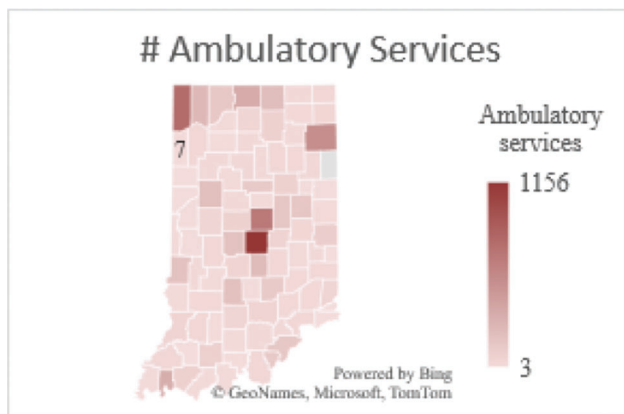 # Ambulatory Services
Ambulatory
services
7
1156
3
Powered by Bing
© GeoNames, Microsoft, TomTom